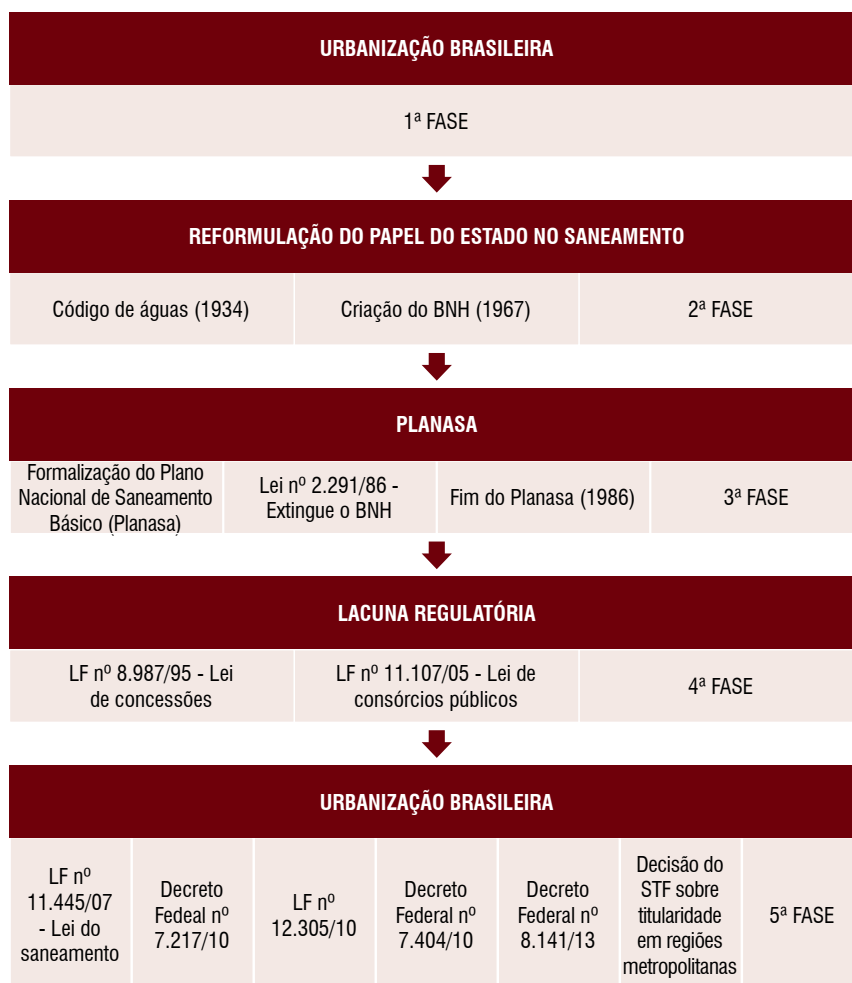 URBANIZAÇÃO BRASILEIRA
1ª FASE
REFORMULAÇÃO DO PAPEL DO ESTADO NO SANEAMENTO
Código de águas (1934)
Criação do BNH (1967)
2ª FASE
PLANASA
Formalização do Plano
Nacional de Saneamento
Básico (Planasa)
Lei nº 2.291/86 -
Extingue o BNH
Fim do Planasa (1986)
3ª FASE
LACUNA REGULATÓRIA
LF nº 8.987/95 - Lei
de concessões
LF nº 11.107/05 - Lei de
consórcios públicos
4ª FASE
URBANIZAÇÃO BRASILEIRA
LF nº
11.445/07
- Lei do
saneamento
Decreto
Fedeal nº
7.217/10
LF nº
12.305/10
Decreto
Federal nº
7.404/10
Decreto
Federal nº
8.141/13
Decisão do
STF sobre
titularidade
em regiões
metropolitanas
5ª FASE